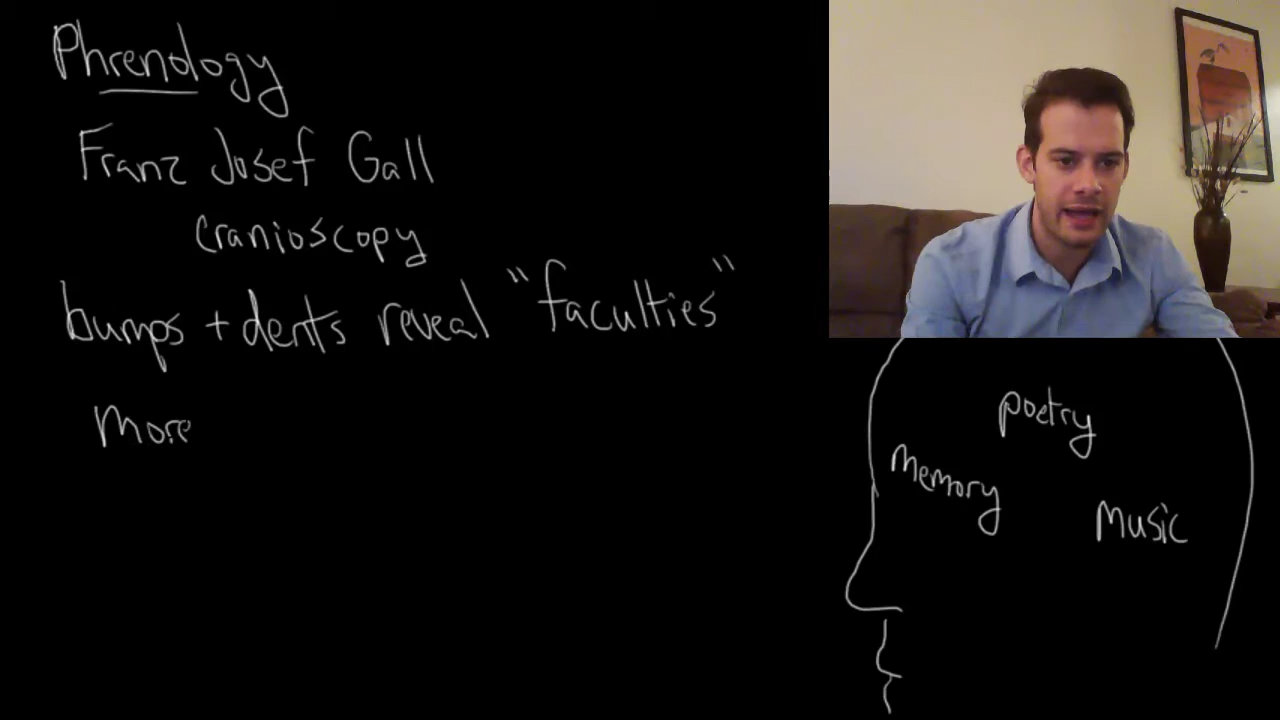 Phrenology
Franz Josef Gall
cranioscopy
bumps + dents reveal "faculties"
More
poetry
Memory
Music